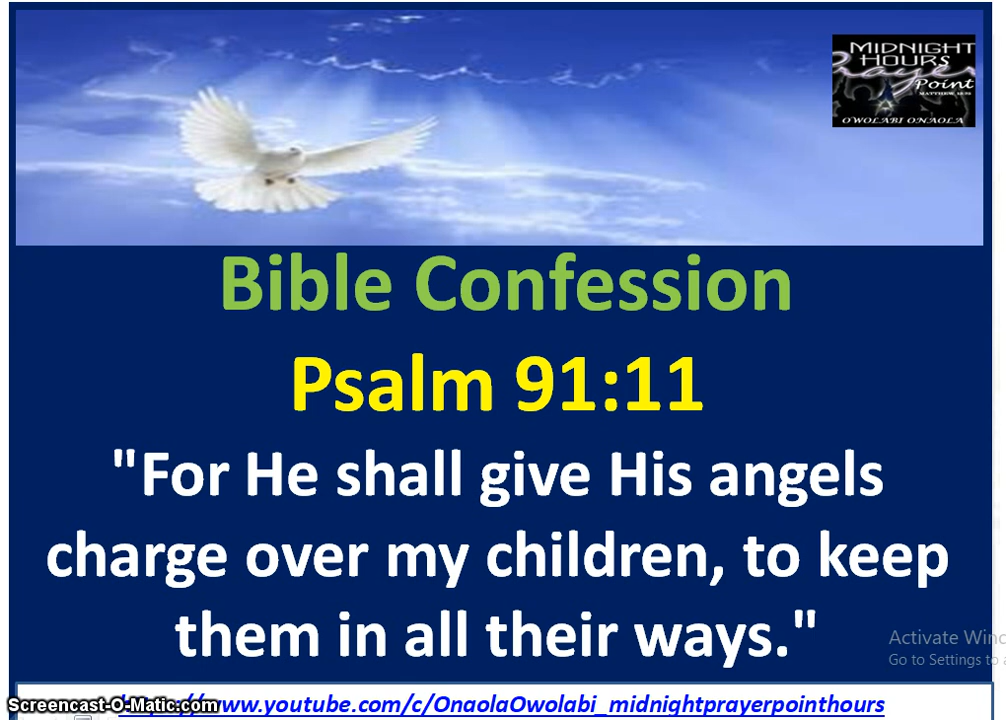 MIDNIGHT
HOURS
Prayer
Point
OWOLABI ONAOLA
Bible Confession
Psalm 91:11
"For He shall give His angels
charge over my children, to keep
them in all their ways."
Activate Winc
Go to Settings to a
Screencast-O-Matic.com
www.youtube.com/c/OnaolaOwolabi_midnightprayerpointhours